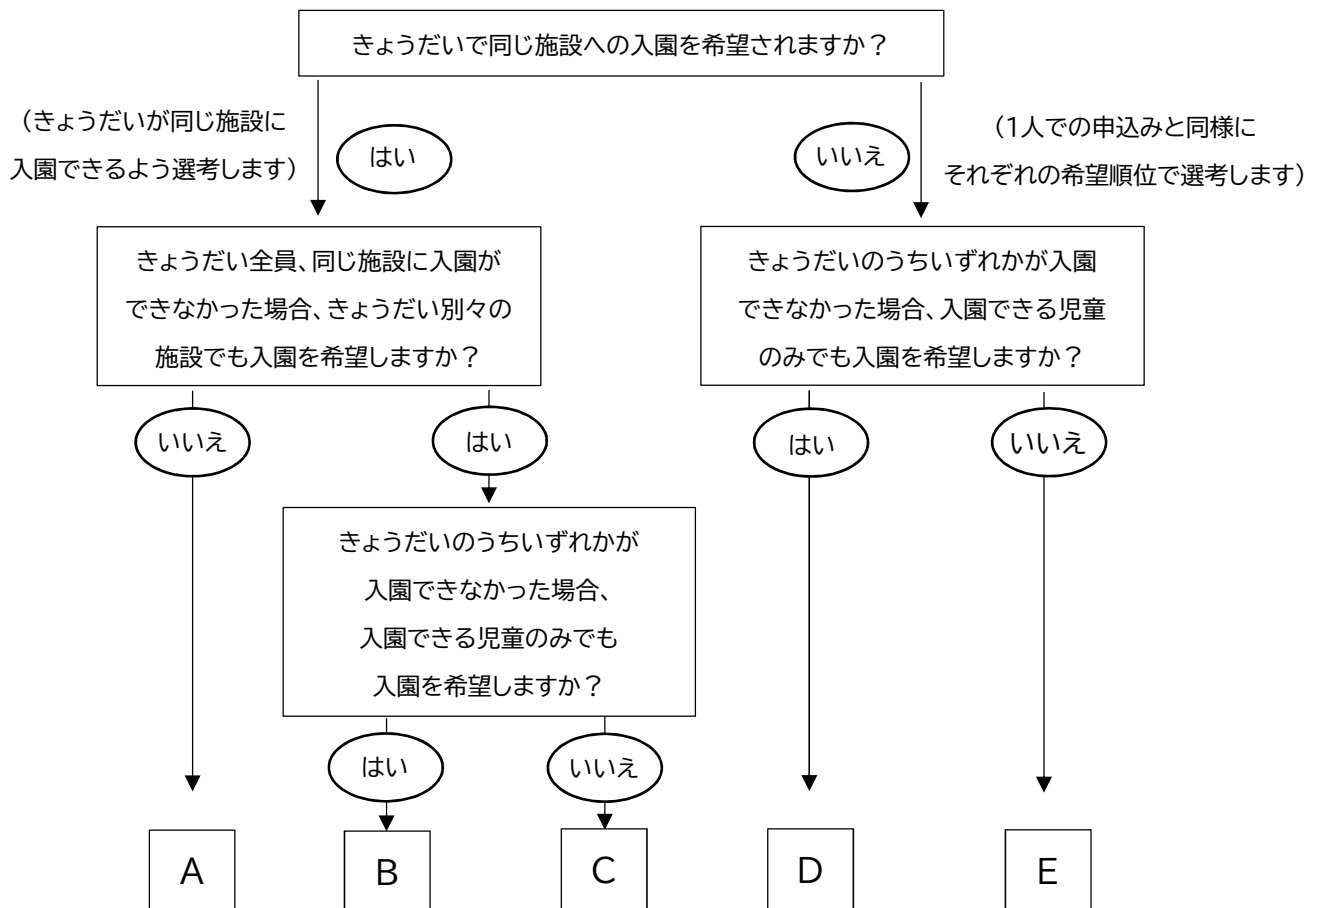 きょうだいで同じ施設への入園を希望されますか？
（きょうだいが同じ施設に
入園できるよう選考します）
はい
いいえ
（1人での申込みと同様に
それぞれの希望順位で選考します）
きょうだい全員、同じ施設に入園が
できなかった場合、きょうだい別々の
施設でも入園を希望しますか？
きょうだいのうちいずれかが入園
できなかった場合、入園できる児童
のみでも入園を希望しますか？
いいえ
はい
はい
いいえ
きょうだいのうちいずれかが
入園できなかった場合、
入園できる児童のみでも
入園を希望しますか？
はい
いいえ
A
B
C
D
E